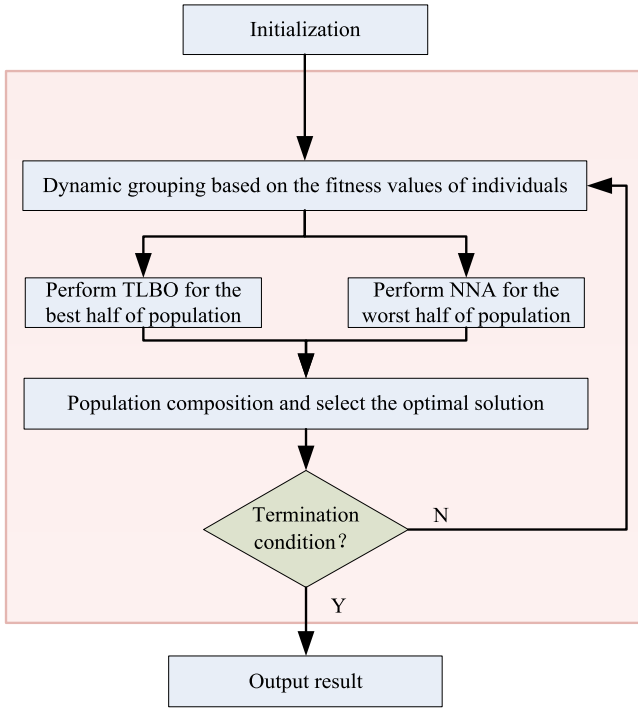 Initialization
Dynamic grouping based on the fitness values of individuals
Perform TLBO for the
best half of population
Perform NNA for the
worst half of population
Population composition and select the optimal solution
Termination
condition？
N
Y
Output result